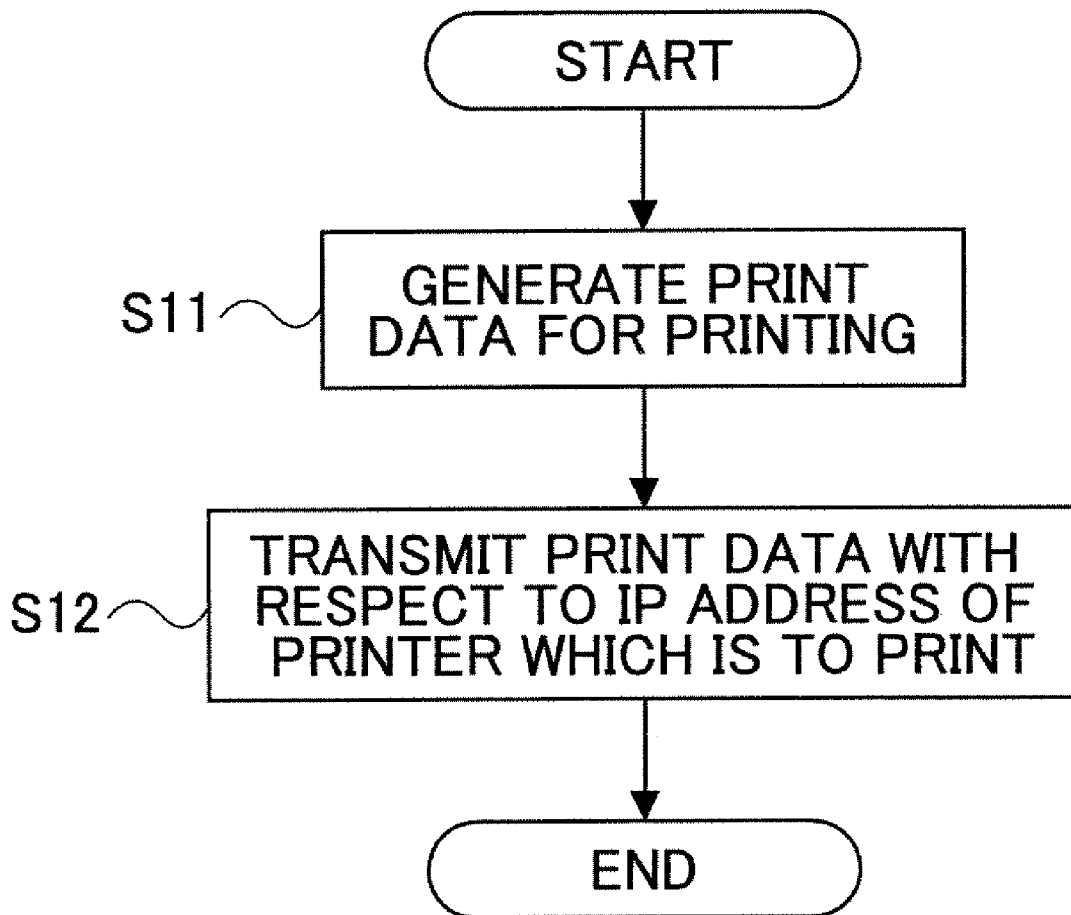 START
S11
GENERATE PRINT
DATA FOR PRINTING
S12
TRANSMIT PRINT DATA WITH
RESPECT TO IP ADDRESS OF
PRINTER WHICH IS TO PRINT
END